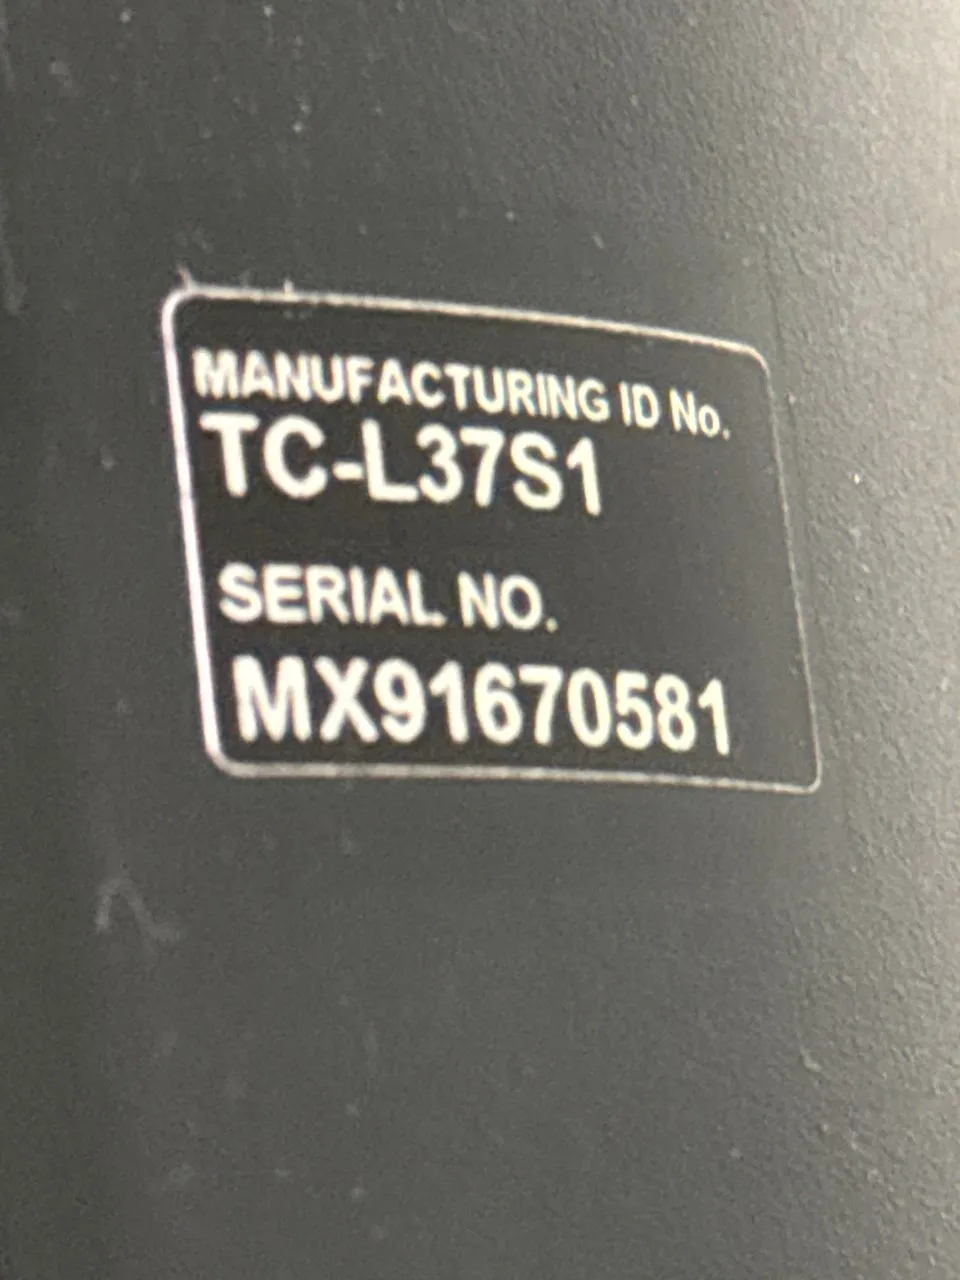 MANUFACTURING ID No.
TC-L37S1
SERIAL NO.
MX91670581